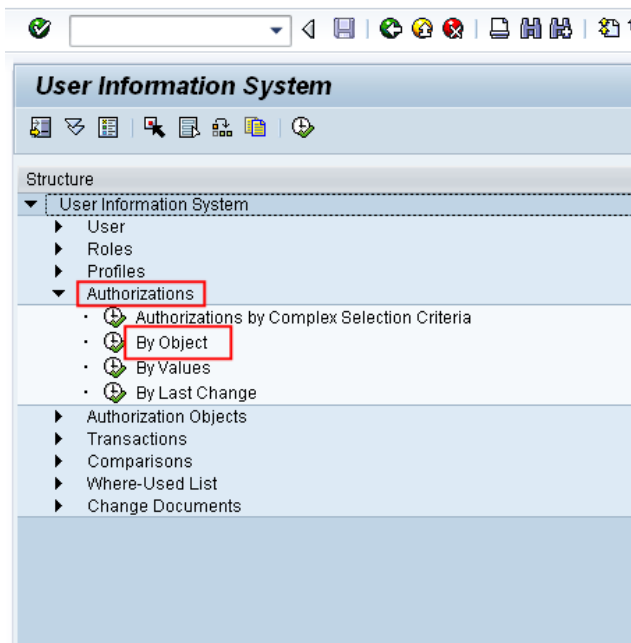 User Information System
Structure
User Information System
User
Roles
Profiles
Authorizations
Authorizations by Complex Selection Criteria
By Object
By Values
By Last Change
Authorization Objects
Transactions
Comparisons
Where-Used List
Change Documents